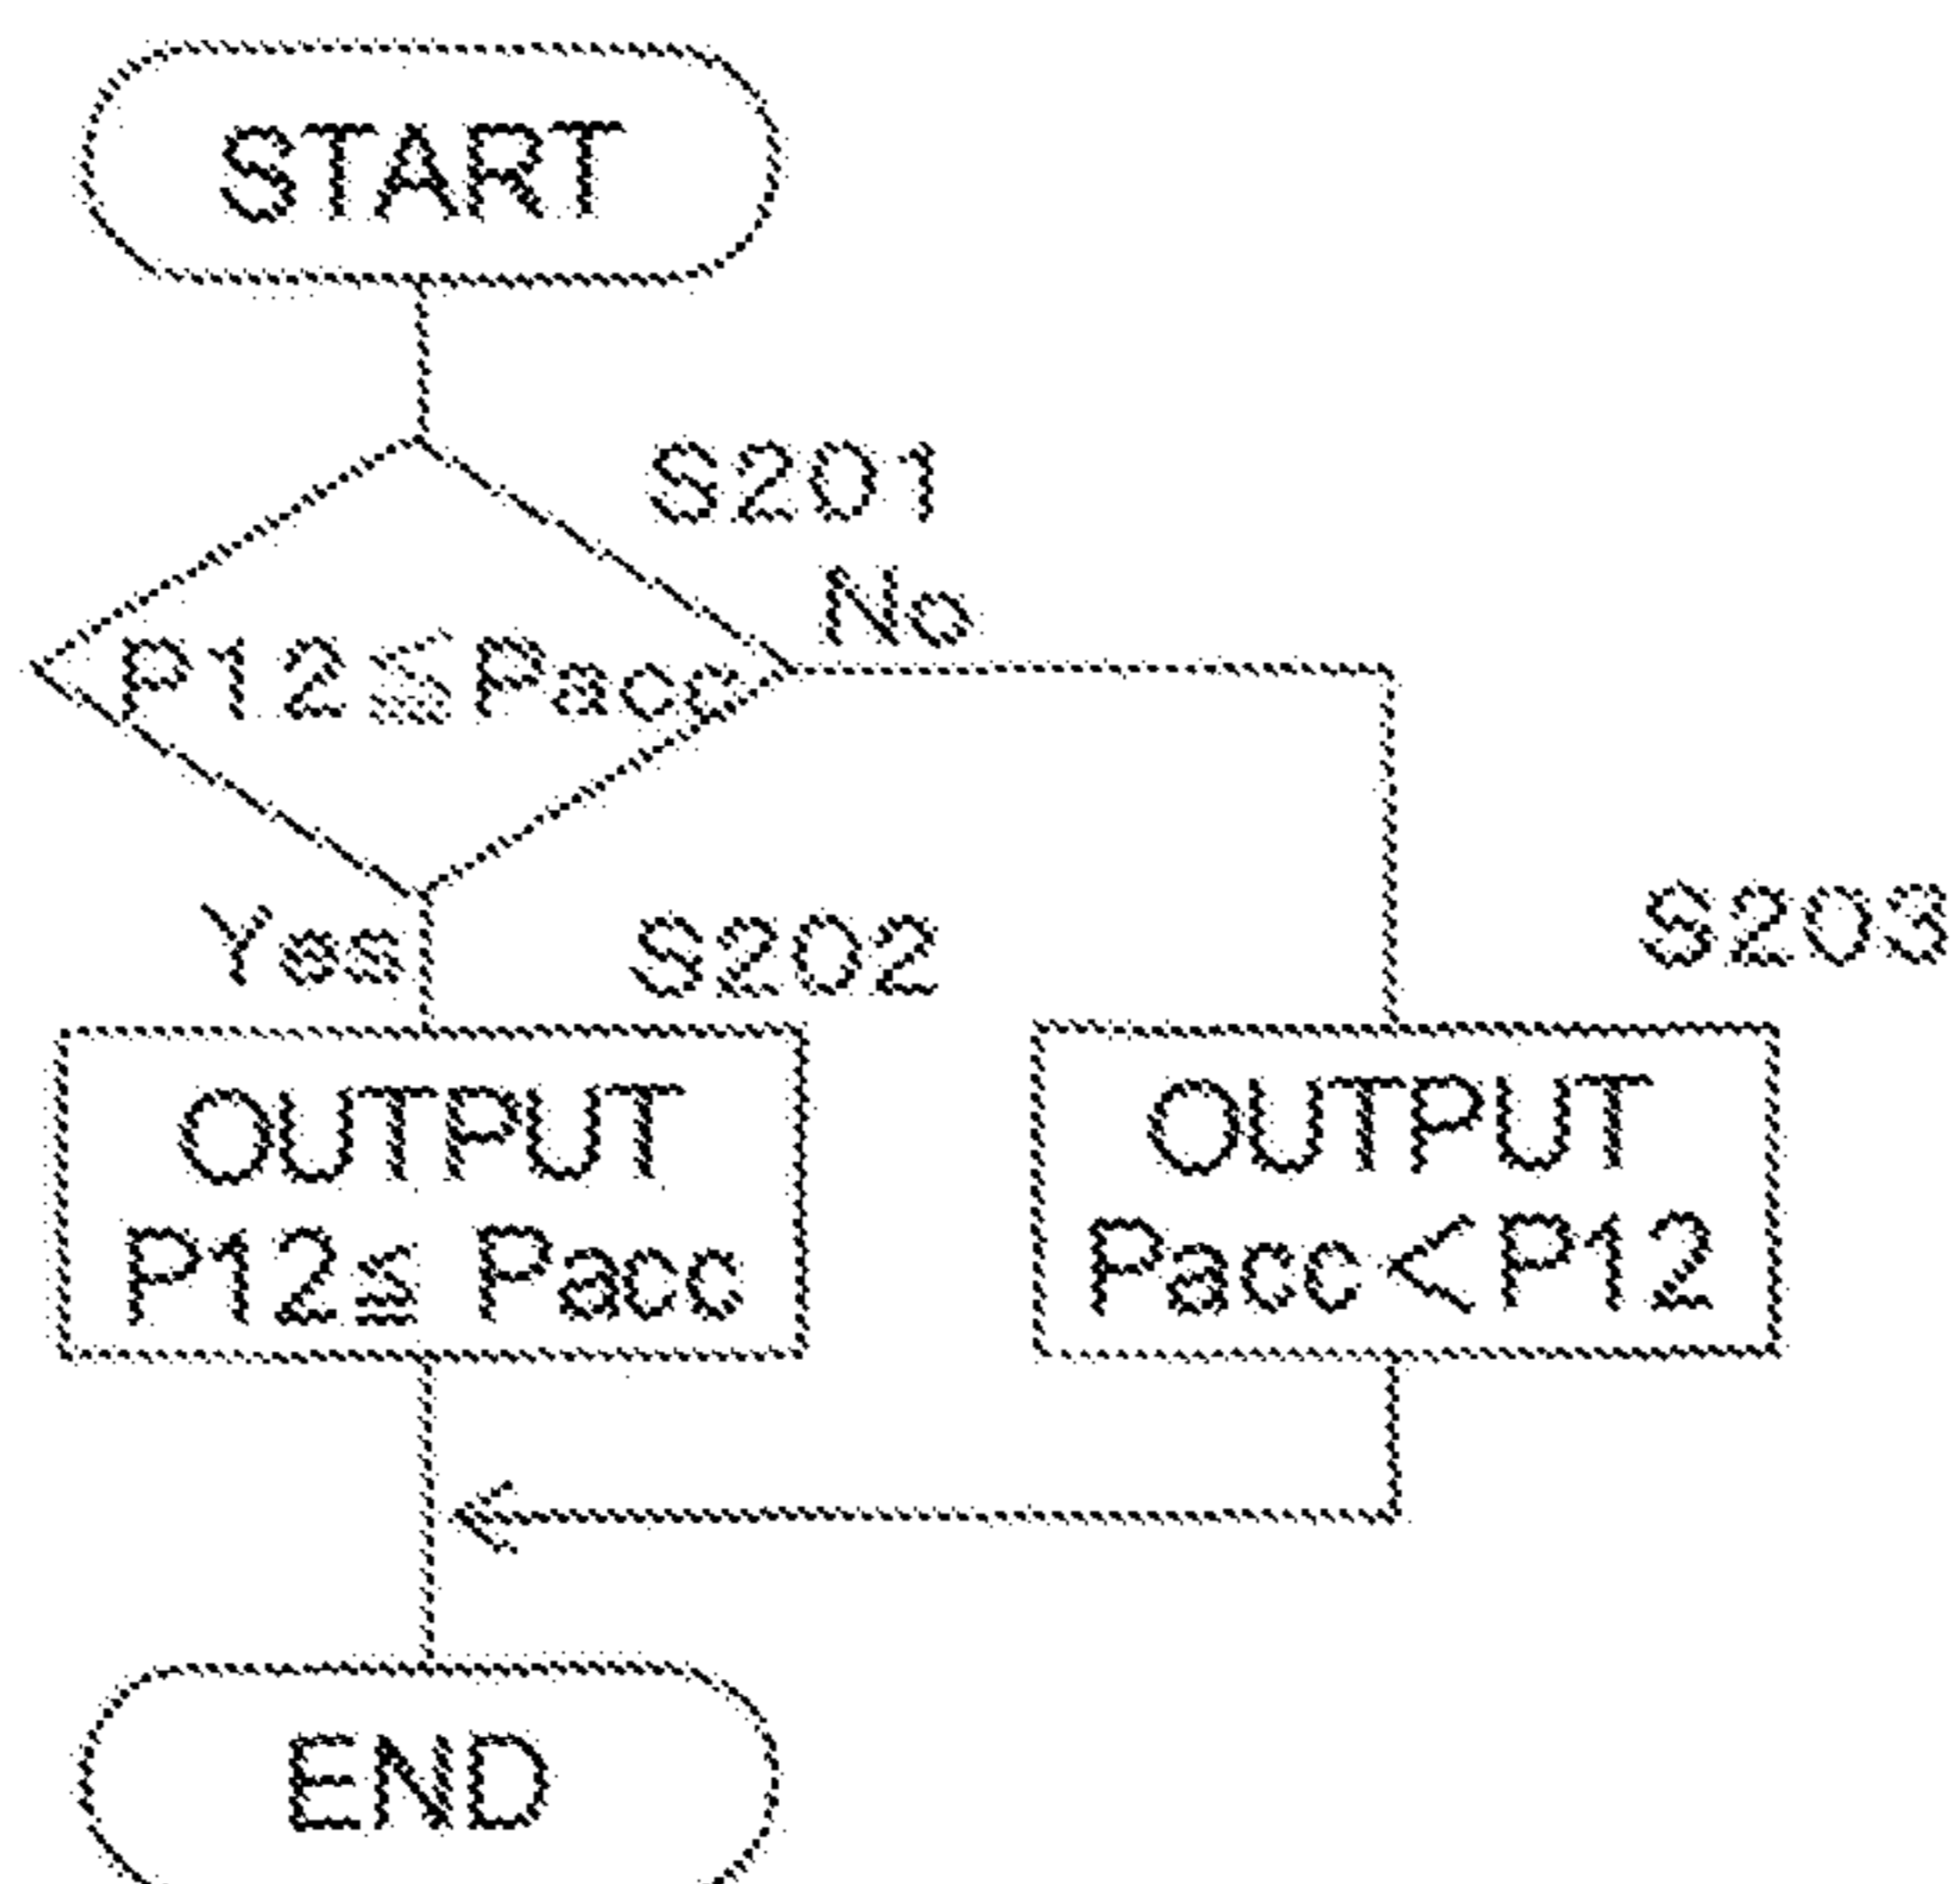 START
S201
No
P12≦Pacc
Yes
S202
S203
OUTPUT
P12≦ Pacc
OUTPUT
Pacc<P12
END